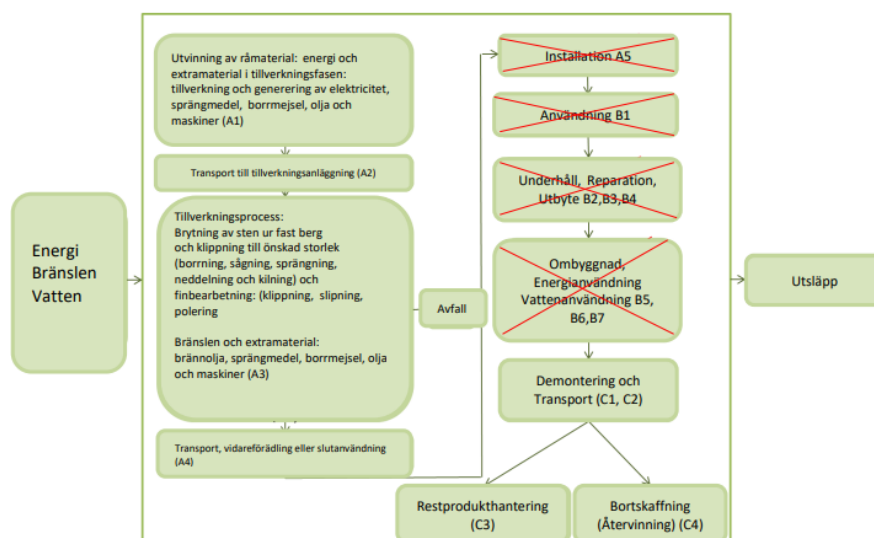 Energi
Bränslen
Vatten
Utvinning av råmaterial: energi och
extramaterial i tillverkningsfasen:
tillverkning och generering av elektricitet,
sprängmedel, borrmejsel, olja och
maskiner (A1)
Transport till tillverkningsanläggning (A2)
Tillverkningsprocess:
Brytning av sten ur fast berg
och klippning till önskad storlek
(borrning, sågning, sprängning,
neddelning och kilning) och
finbearbetning: (klippning, slipning,
polering
Bränslen och extramaterial:
brännolja, sprängmedel, borrmejsel, olja
och maskiner (A3)
Transport, vidareförädling eller slutanvändning
(A4)
Avfall
Installation A5
Användning B1
Underhåll, Reparation,
Utbyte B2,B3,B4
Ombyggnad,
Energianvändning
Vattenanvändning B5,
B6,B7
Demontering och
Transport (C1, C2)
Restprodukthantering
(C3)
Bortskaffning
(Återvinning) (C4)
Utsläpp